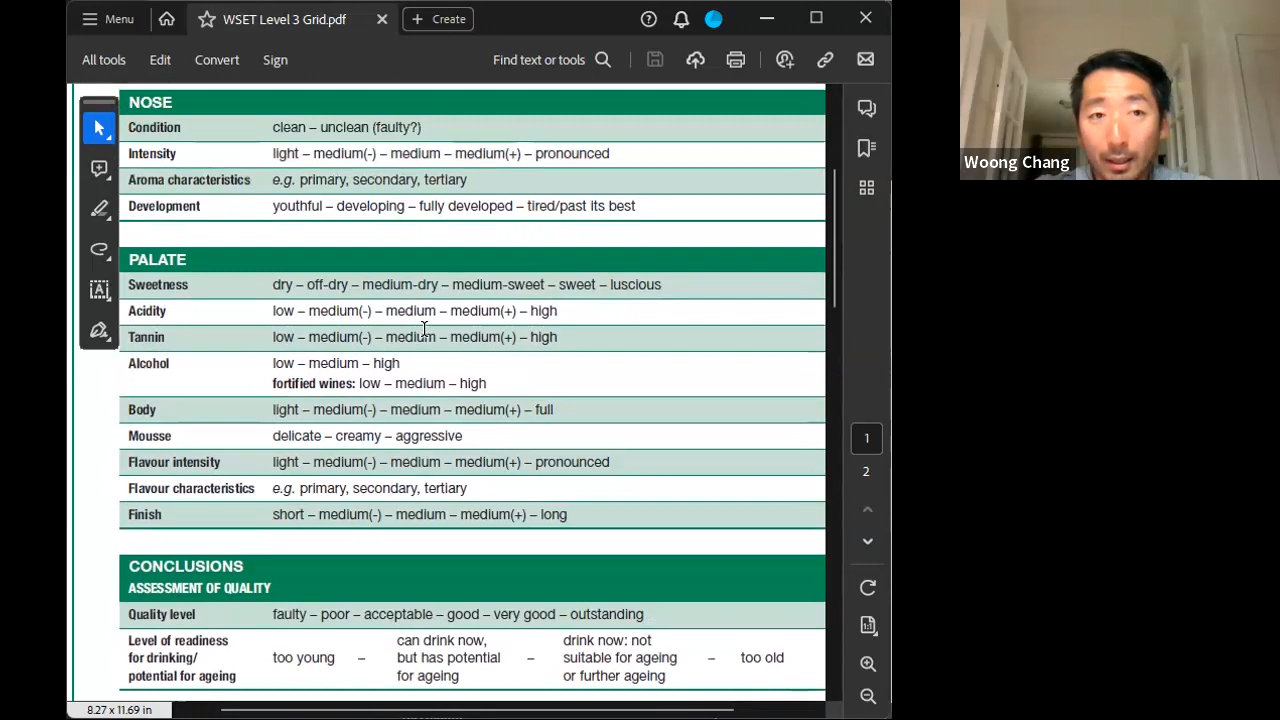 Menu
WSET Level 3 Grid.pdf
Create
All tools Edit Convert Sign Find text or tools
NOSE
Condition clean – unclean (faulty?)
Intensity light – medium(-) – medium – medium(+) – pronounced
Aroma characteristics e.g. primary, secondary, tertiary
Development youthful – developing – fully developed – tired/past its best
PALATE
Sweetness dry – off-dry – medium-dry – medium-sweet – sweet – luscious
Acidity low – medium(-) – medium – medium(+) – high
Tannin low – medium(-) – medium – medium(+) – high
Alcohol low – medium – high
fortified wines: low – medium – high
Body light – medium(-) – medium – medium(+) – full
Mousse delicate – creamy – aggressive
Flavour intensity light – medium(-) – medium – medium(+) – pronounced
Flavour characteristics e.g. primary, secondary, tertiary
Finish short – medium(-) – medium – medium(+) – long
CONCLUSIONS
ASSESSMENT OF QUALITY
Quality level faulty – poor – acceptable – good – very good – outstanding
Level of readiness can drink now, drink now: not
for drinking/ too young – but has potential – suitable for ageing – too old
potential for ageing for ageing or further ageing
8.27 x 11.69 in
1
2
1:1
Woong Chang